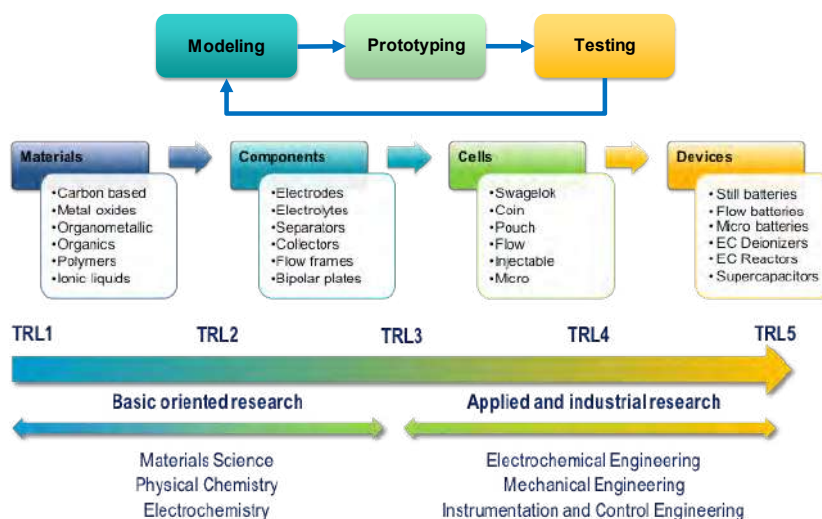 Modeling
Prototyping
Testing
Materials
•Carbon based
•Metal oxides
•Organometallic
•Organics
•Polymers
•Ionic liquids
Components
•Electrodes
•Electrolytes
•Separators
•Collectors
•Flow frames
•Bipolar plates
Cells
•Swagelok
•Coin
•Pouch
•Flow
•Injectable
•Micro
Devices
•Still batteries
•Flow batteries
•Micro batteries
•EC Deionizers
•EC Reactors
•Supercapacitors
TRL1 TRL2 TRL3 TRL4 TRL5
Basic oriented research
Applied and industrial research
Materials Science
Physical Chemistry
Electrochemistry
Electrochemical Engineering
Mechanical Engineering
Instrumentation and Control Engineering